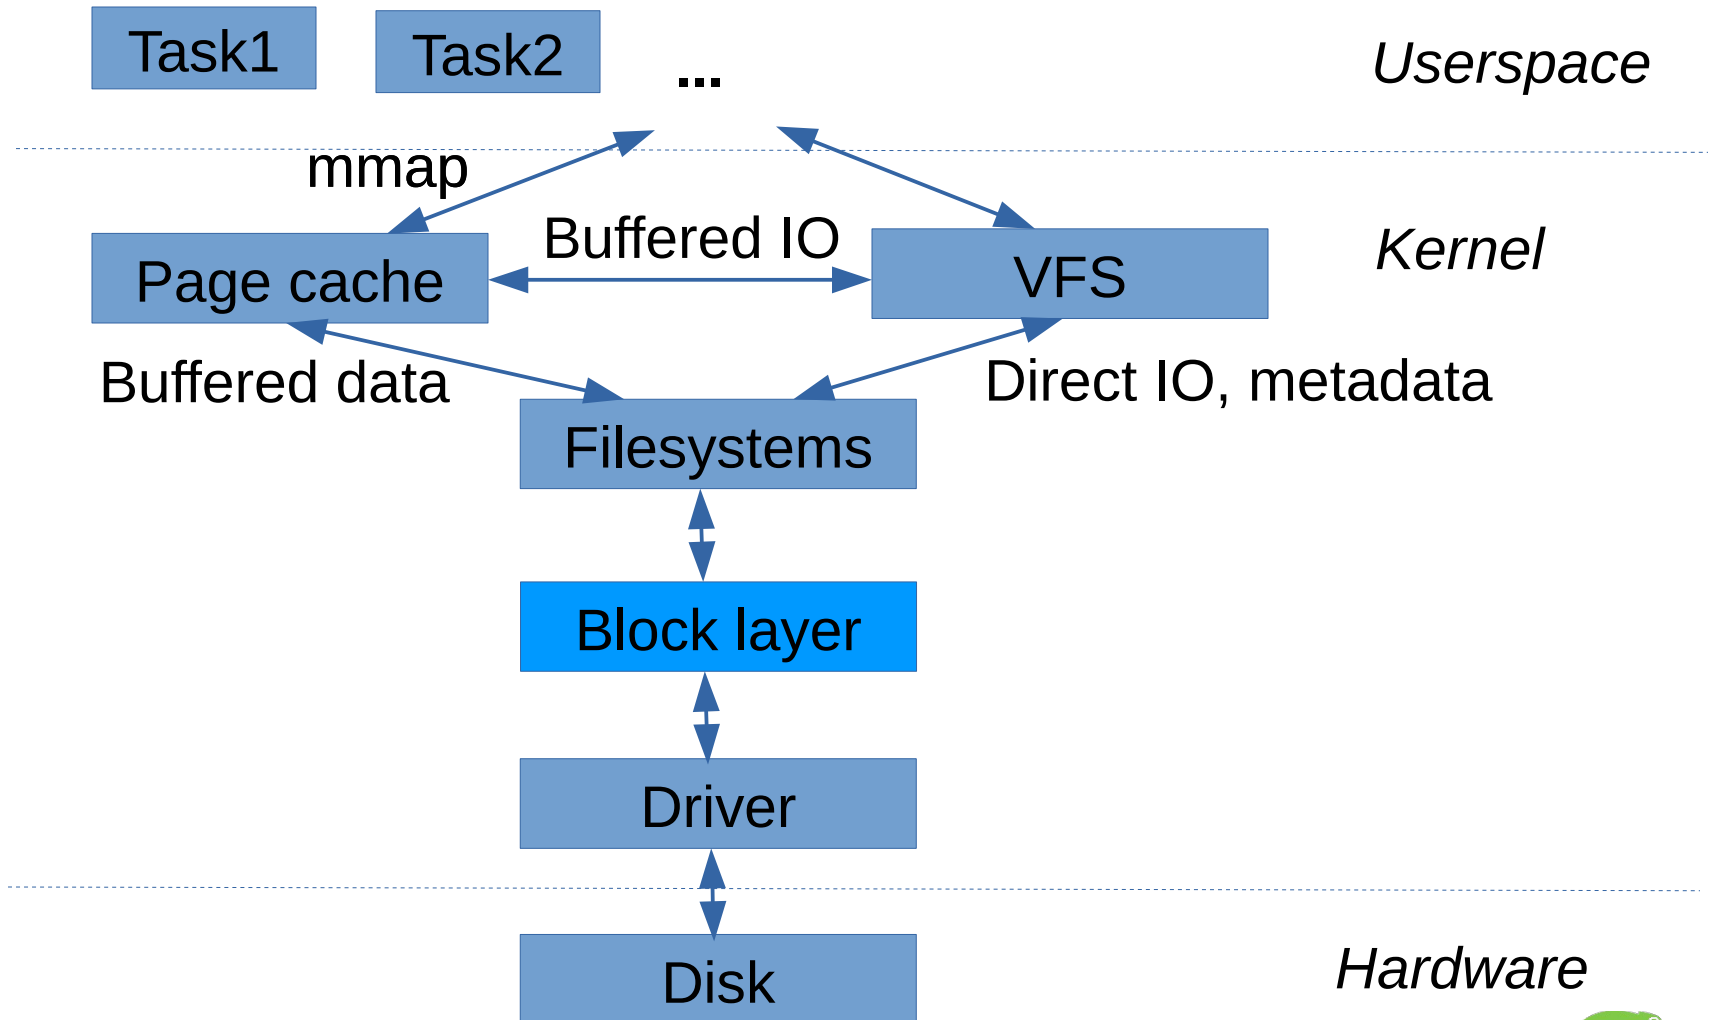 Task1
Task2
...
Userspace
mmap
Buffered IO
Kernel
Page cache
VFS
Buffered data
Direct IO, metadata
Filesystems
Block layer
Driver
Disk
Hardware